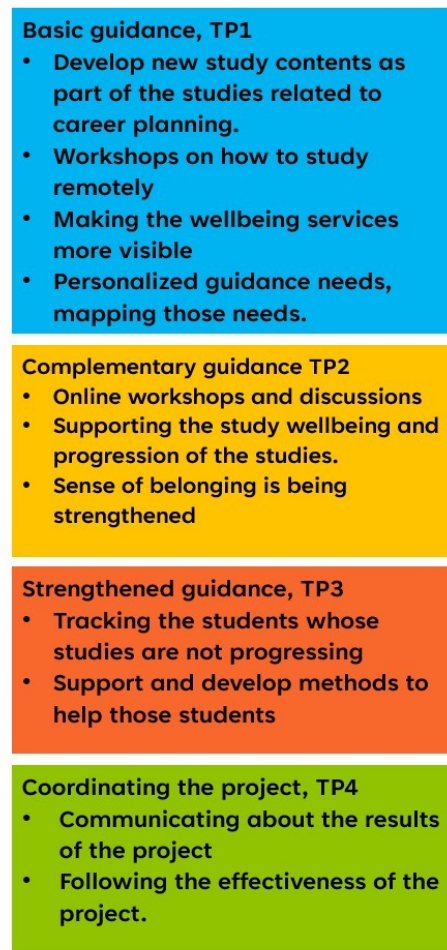 Basic guidance, TP1
• Develop new study contents as
part of the studies related to
career planning.
• Workshops on how to study
remotely
• Making the wellbeing services
more visible
• Personalized guidance needs,
mapping those needs.
Complementary guidance TP2
• Online workshops and discussions
• Supporting the study wellbeing and
progression of the studies.
• Sense of belonging is being
strengthened
Strengthened guidance, TP3
• Tracking the students whose
studies are not progressing
• Support and develop methods to
help those students
Coordinating the project, TP4
• Communicating about the results
of the project
• Following the effectiveness of the
project.